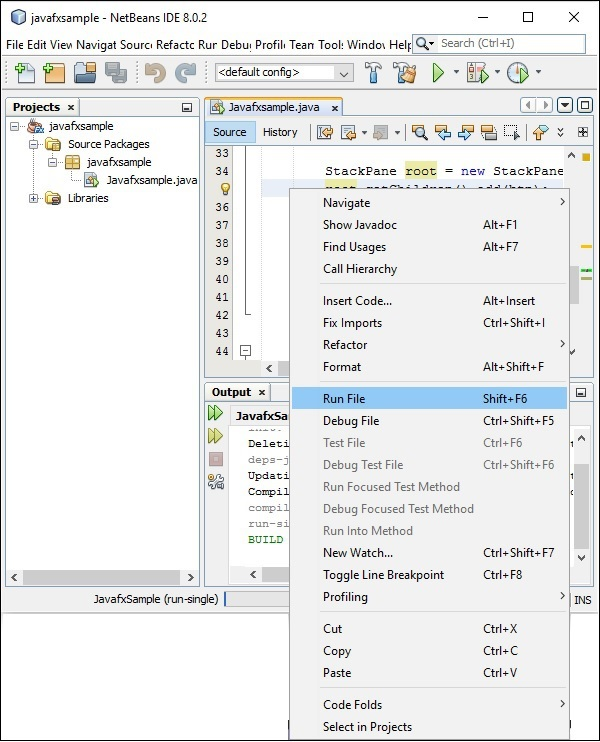 javafxsample - NetBeans IDE 8.0.2
File Edit View Navigat Sourc Refacto Run Debu Profil Tean Tool: Windov Help
Search (Ctrl+I)
<default config>
Projects
javafxsample
Source Packages
javafxsample
Javafxsample.java
Libraries
Javafxsample.java
Source History
33
34 StackPane root = new StackPane
root.getChildren().add(btn);
36
37
38
39
40
41
42
43
44
Navigate
Show Javadoc Alt+F1
Find Usages Alt+F7
Call Hierarchy
Insert Code... Alt+Insert
Fix Imports Ctrl+Shift+I
Refactor
Format Alt+Shift+F
Run File Shift+F6
Debug File Ctrl+Shift+F5
Test File Ctrl+F6
Debug Test File Ctrl+Shift+F6
Run Focused Test Method
Debug Focused Test Method
Run Into Method
New Watch... Ctrl+Shift+F7
Toggle Line Breakpoint Ctrl+F8
Profiling
Cut Ctrl+X
Copy Ctrl+C
Paste Ctrl+V
Code Folds
Select in Projects
Output
JavafxSa
init:
Deleti
deps-j
Updati
Compil
compil
run-si
BUILD
JavafxSample (run-single)
INS